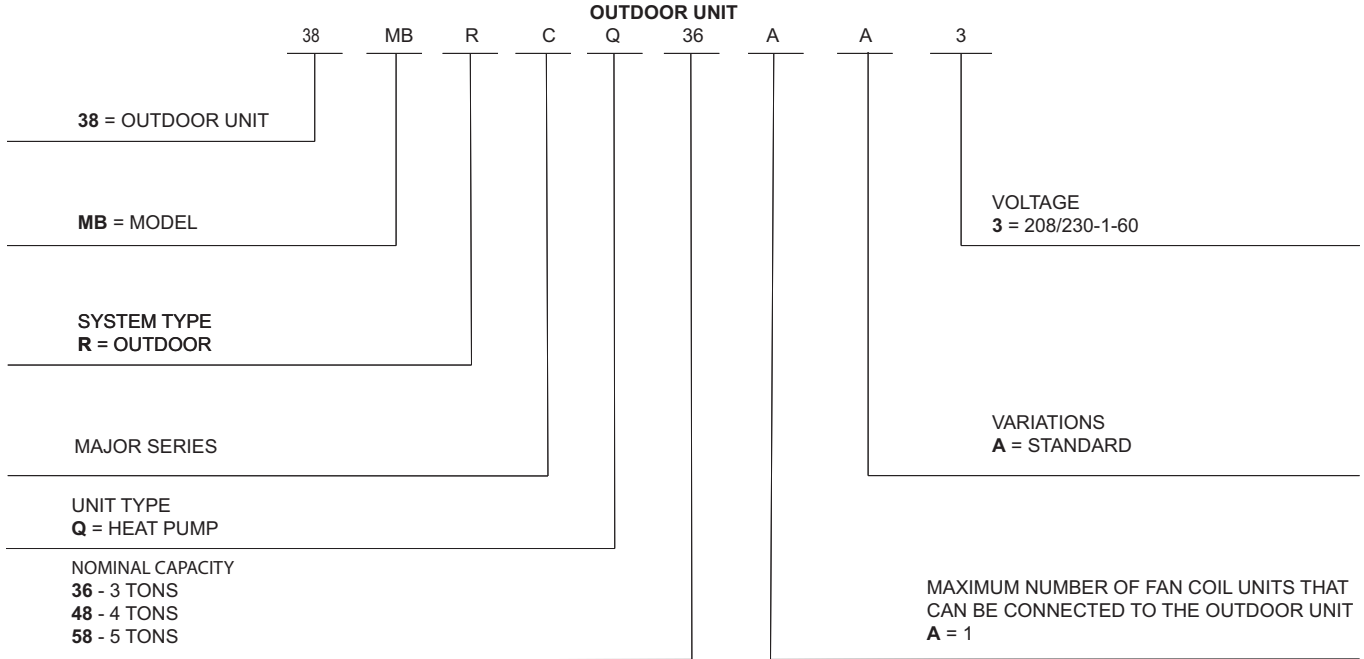 OUTDOOR UNIT
38 MB R C Q 36 A A 3
38 = OUTDOOR UNIT
MB = MODEL
SYSTEM TYPE
R = OUTDOOR
MAJOR SERIES
UNIT TYPE
Q = HEAT PUMP
NOMINAL CAPACITY
36 - 3 TONS
48 - 4 TONS
58 - 5 TONS
VOLTAGE
3 = 208/230-1-60
VARIATIONS
A = STANDARD
MAXIMUM NUMBER OF FAN COIL UNITS THAT
CAN BE CONNECTED TO THE OUTDOOR UNIT
A = 1